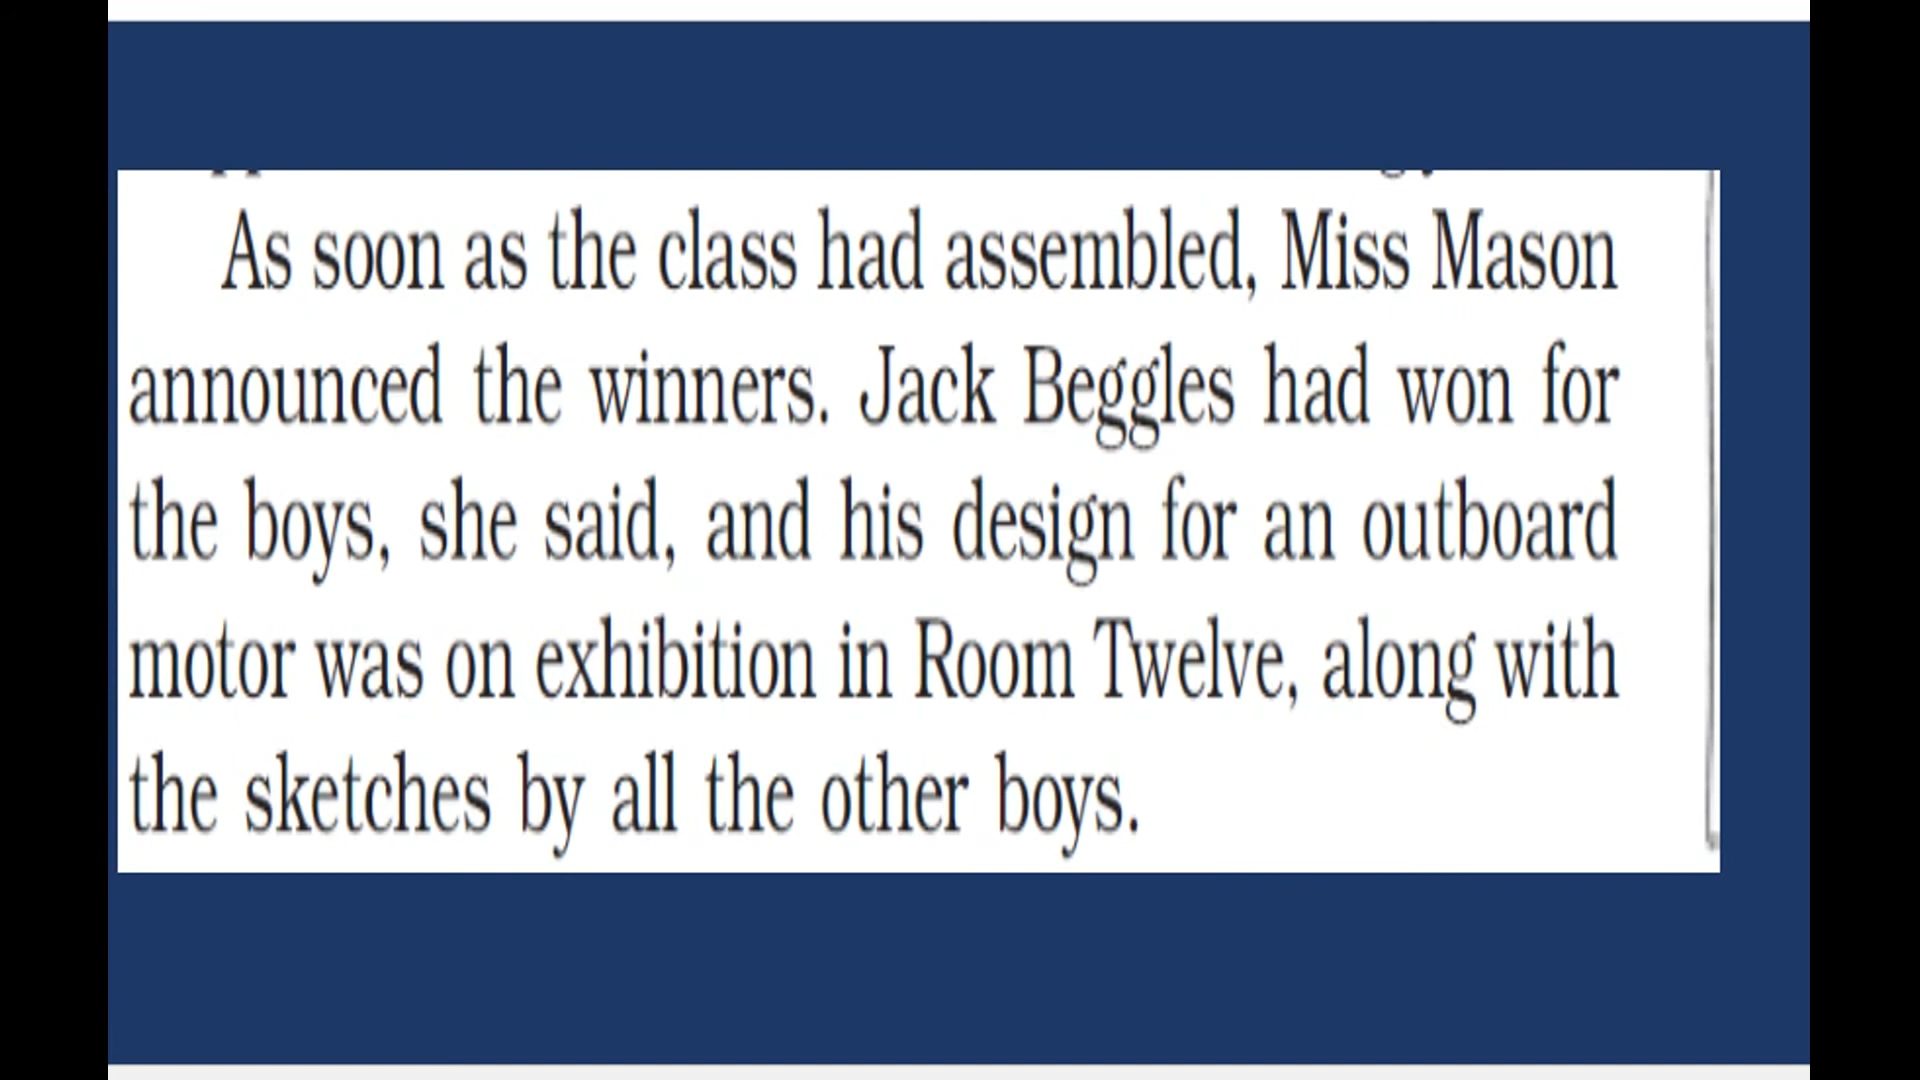 As soon as the class had assembled, Miss Mason
announced the winners. Jack Beggles had won for
the boys, she said, and his design for an outboard
motor was on exhibition in Room Twelve, along with
the sketches by all the other boys.